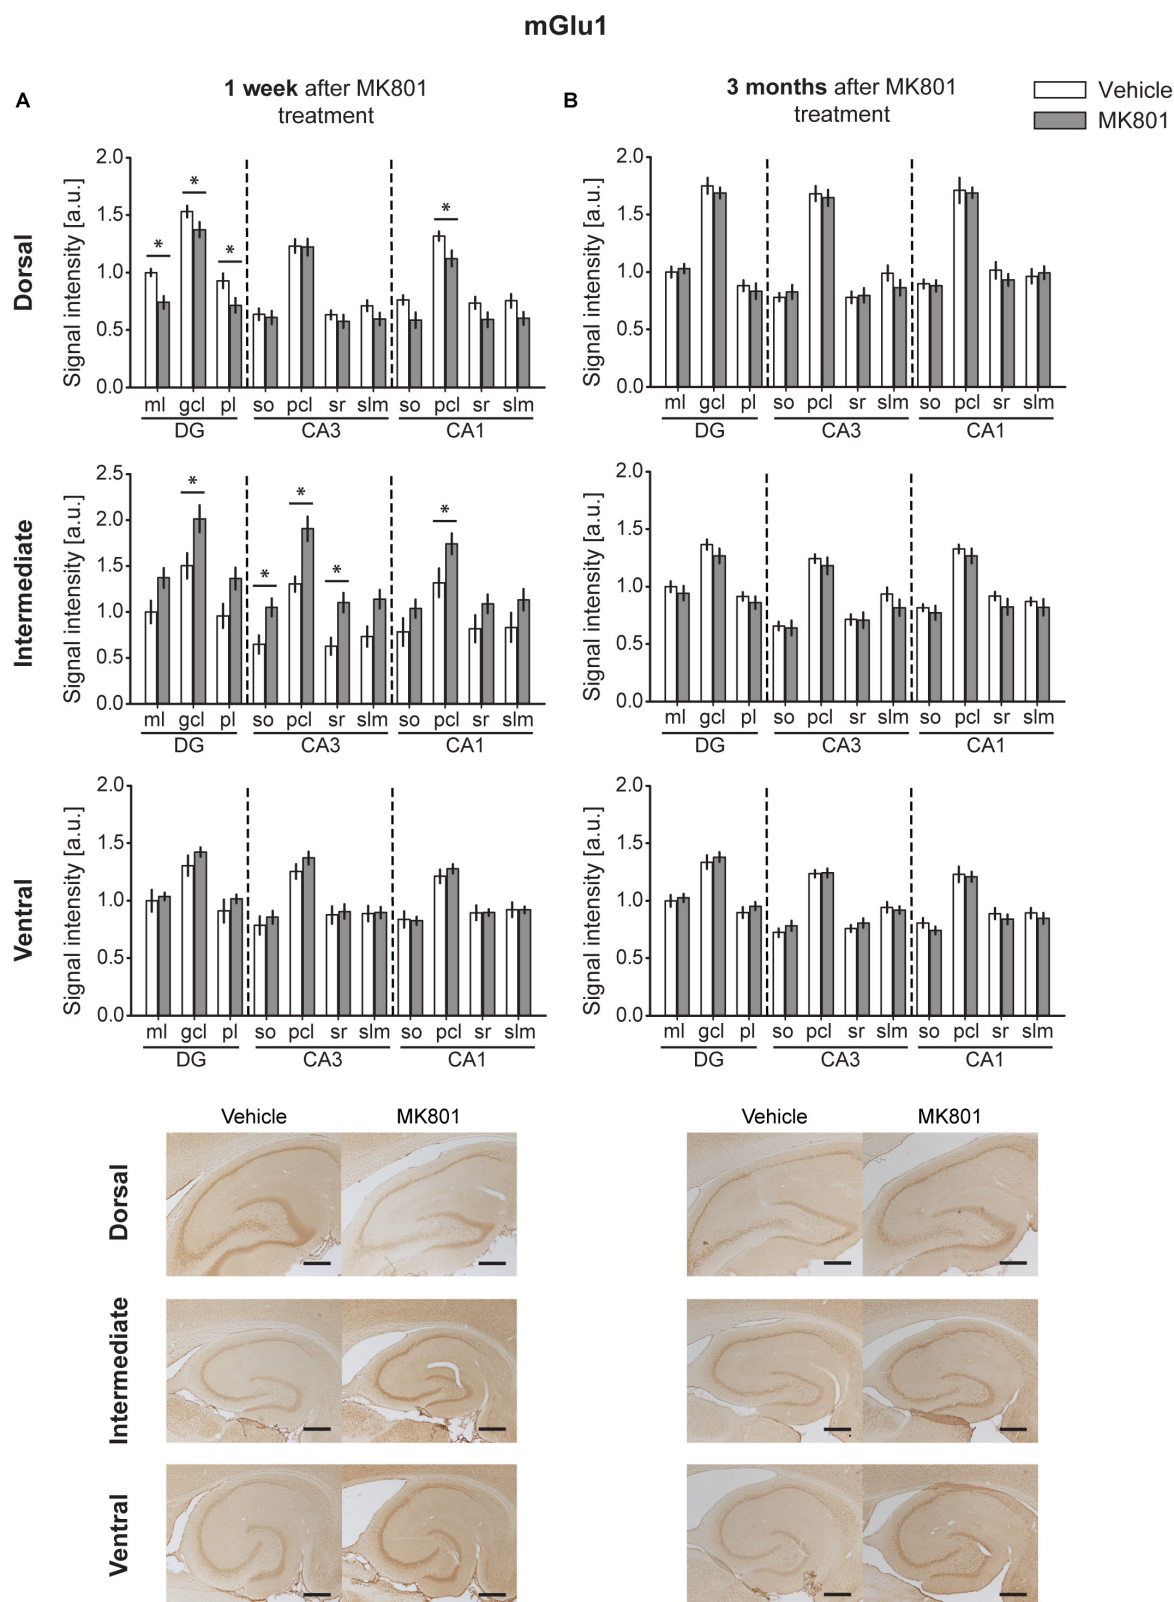 mGlu1
A
1 week after MK801
treatment
B
3 months after MK801
treatment
Vehicle
MK801
Dorsal
Signal intensity [a.u.]
2.0
1.5
1.0
0.5
0.0
* * * *
ml gcl pl so pcl sr slm so pcl sr slm
DG CA3 CA1
Signal intensity [a.u.]
2.0
1.5
1.0
0.5
0.0
ml gcl pl so pcl sr slm so pcl sr slm
DG CA3 CA1
Intermediate
Signal intensity [a.u.]
2.5
2.0
1.5
1.0
0.5
0.0
* * * * *
ml gcl pl so pcl sr slm so pcl sr slm
DG CA3 CA1
Signal intensity [a.u.]
2.0
1.5
1.0
0.5
0.0
ml gcl pl so pcl sr slm so pcl sr slm
DG CA3 CA1
Ventral
Signal intensity [a.u.]
2.0
1.5
1.0
0.5
0.0
ml gcl pl so pcl sr slm so pcl sr slm
DG CA3 CA1
Signal intensity [a.u.]
2.0
1.5
1.0
0.5
0.0
ml gcl pl so pcl sr slm so pcl sr slm
DG CA3 CA1
Vehicle MK801 Vehicle MK801
Dorsal
Intermediate
Ventral